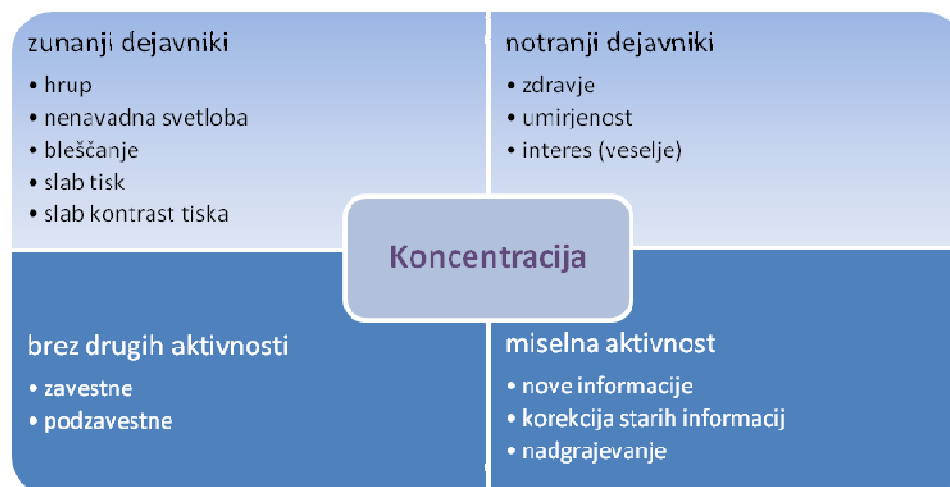 zunanji dejavniki
• hrup
• nenavadna svetloba
• bleščanje
• slab tisk
• slab kontrast tiska
notranji dejavniki
• zdravje
• umirjenost
• interes (veselje)
Koncentracija
brez drugih aktivnosti
• zavestne
• podzavestne
miselna aktivnost
• nove informacije
• korekcija starih informacij
• nadgrajevanje